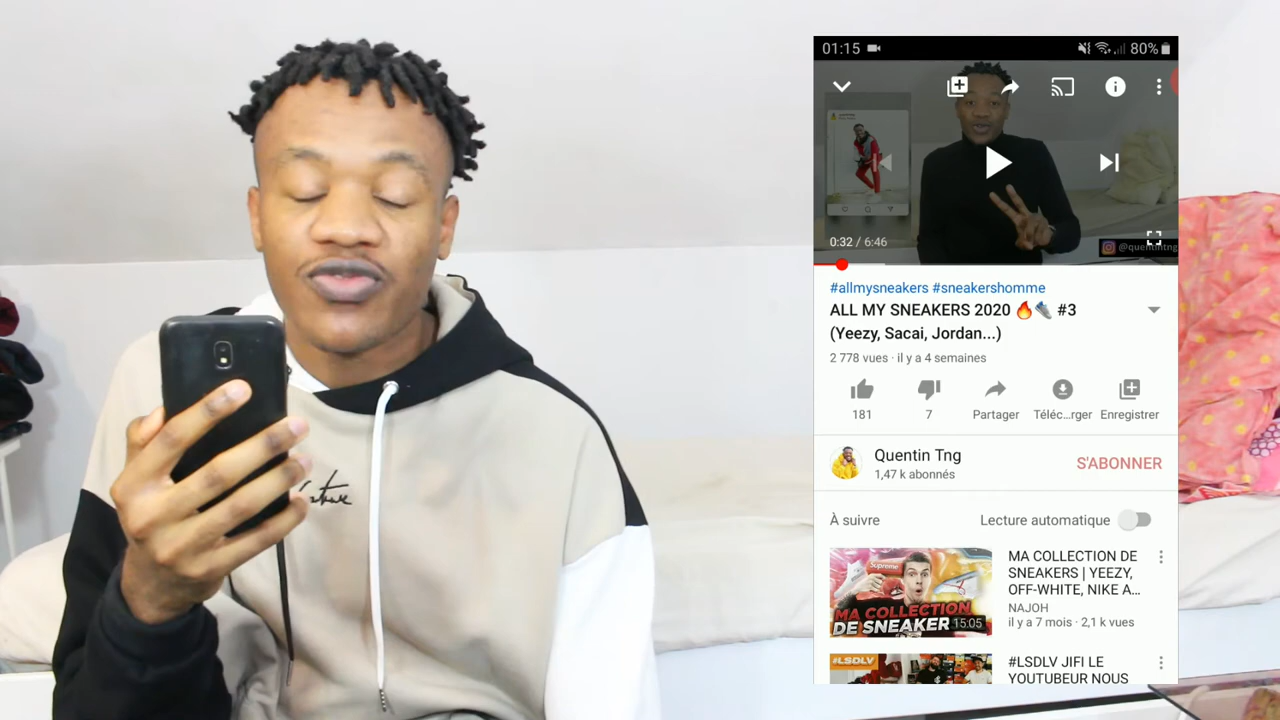 01:15
80%
0:32 / 6:46
#allmysneakers #sneakershomme
ALL MY SNEAKERS 2020 🔥👟 #3
(Yeezy, Sacai, Jordan...)
2 778 vues · il y a 4 semaines
181
7
Partager
Téléc...rger
Enregistrer
Quentin Tng
1,47 k abonnés
S'ABONNER
À suivre
Lecture automatique
Supreme
MA COLLECTION
DE SNEAKER
15:05
MA COLLECTION DE
SNEAKERS | YEEZY,
OFF-WHITE, NIKE A...
NAJOH
il y a 7 mois · 2,1 k vues
#LSDLV
#LSDLV JIFI LE
YOUTUBEUR NOUS